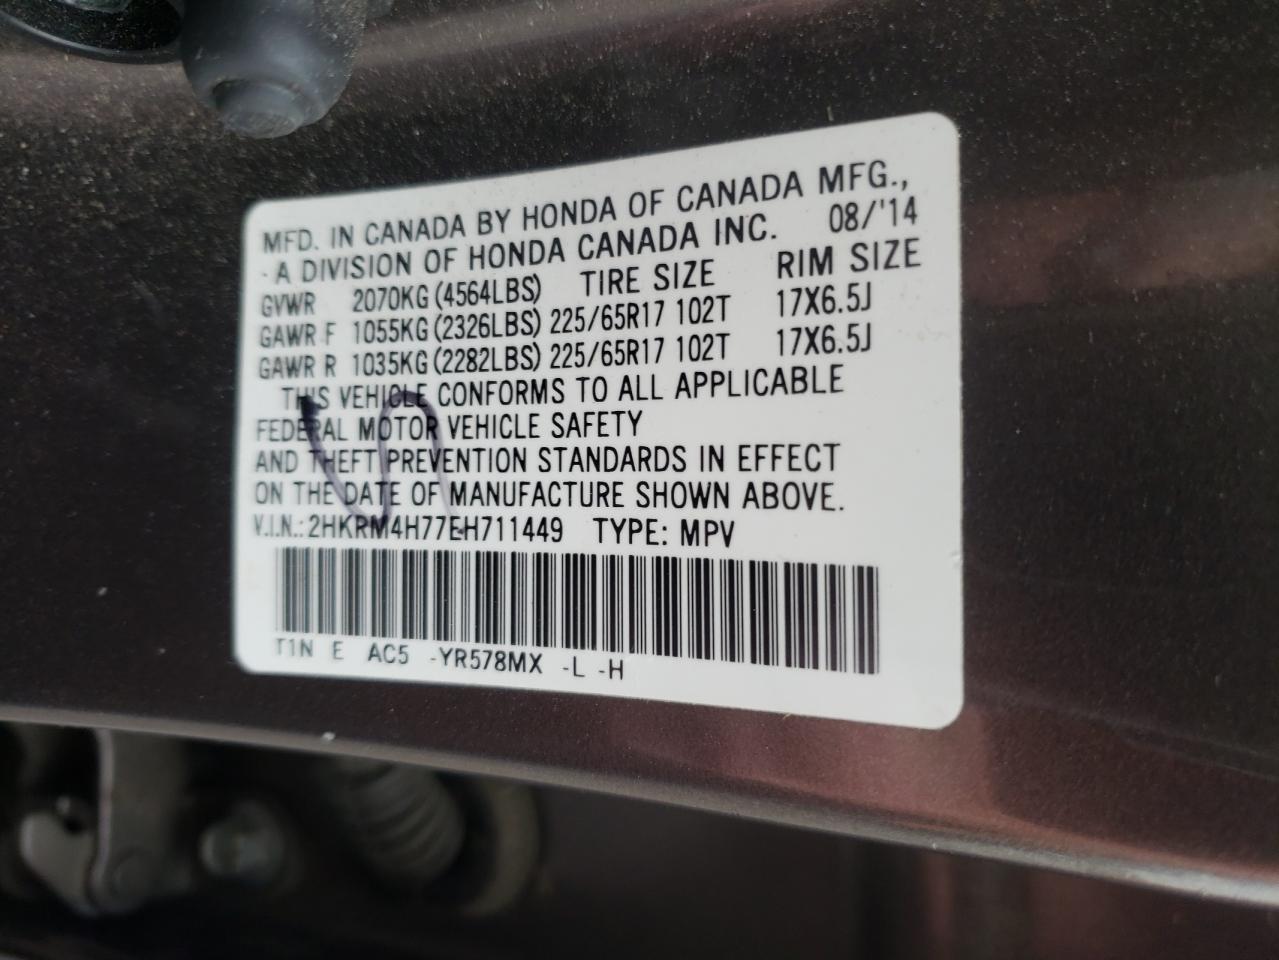 MFD. IN CANADA BY HONDA OF CANADA MFG.,
- A DIVISION OF HONDA CANADA INC. 08/'14
GVWR 2070KG (4564LBS) TIRE SIZE RIM SIZE
GAWR F 1055KG (2326LBS) 225/65R17 102T 17X6.5J
GAWR R 1035KG (2282LBS) 225/65R17 102T 17X6.5J
THIS VEHICLE CONFORMS TO ALL APPLICABLE
FEDERAL MOTOR VEHICLE SAFETY
AND THEFT PREVENTION STANDARDS IN EFFECT
ON THE DATE OF MANUFACTURE SHOWN ABOVE.
V.I.N.: 2HKRM4H77EH711449 TYPE: MPV
T1N E AC5 -YR578MX -L -H